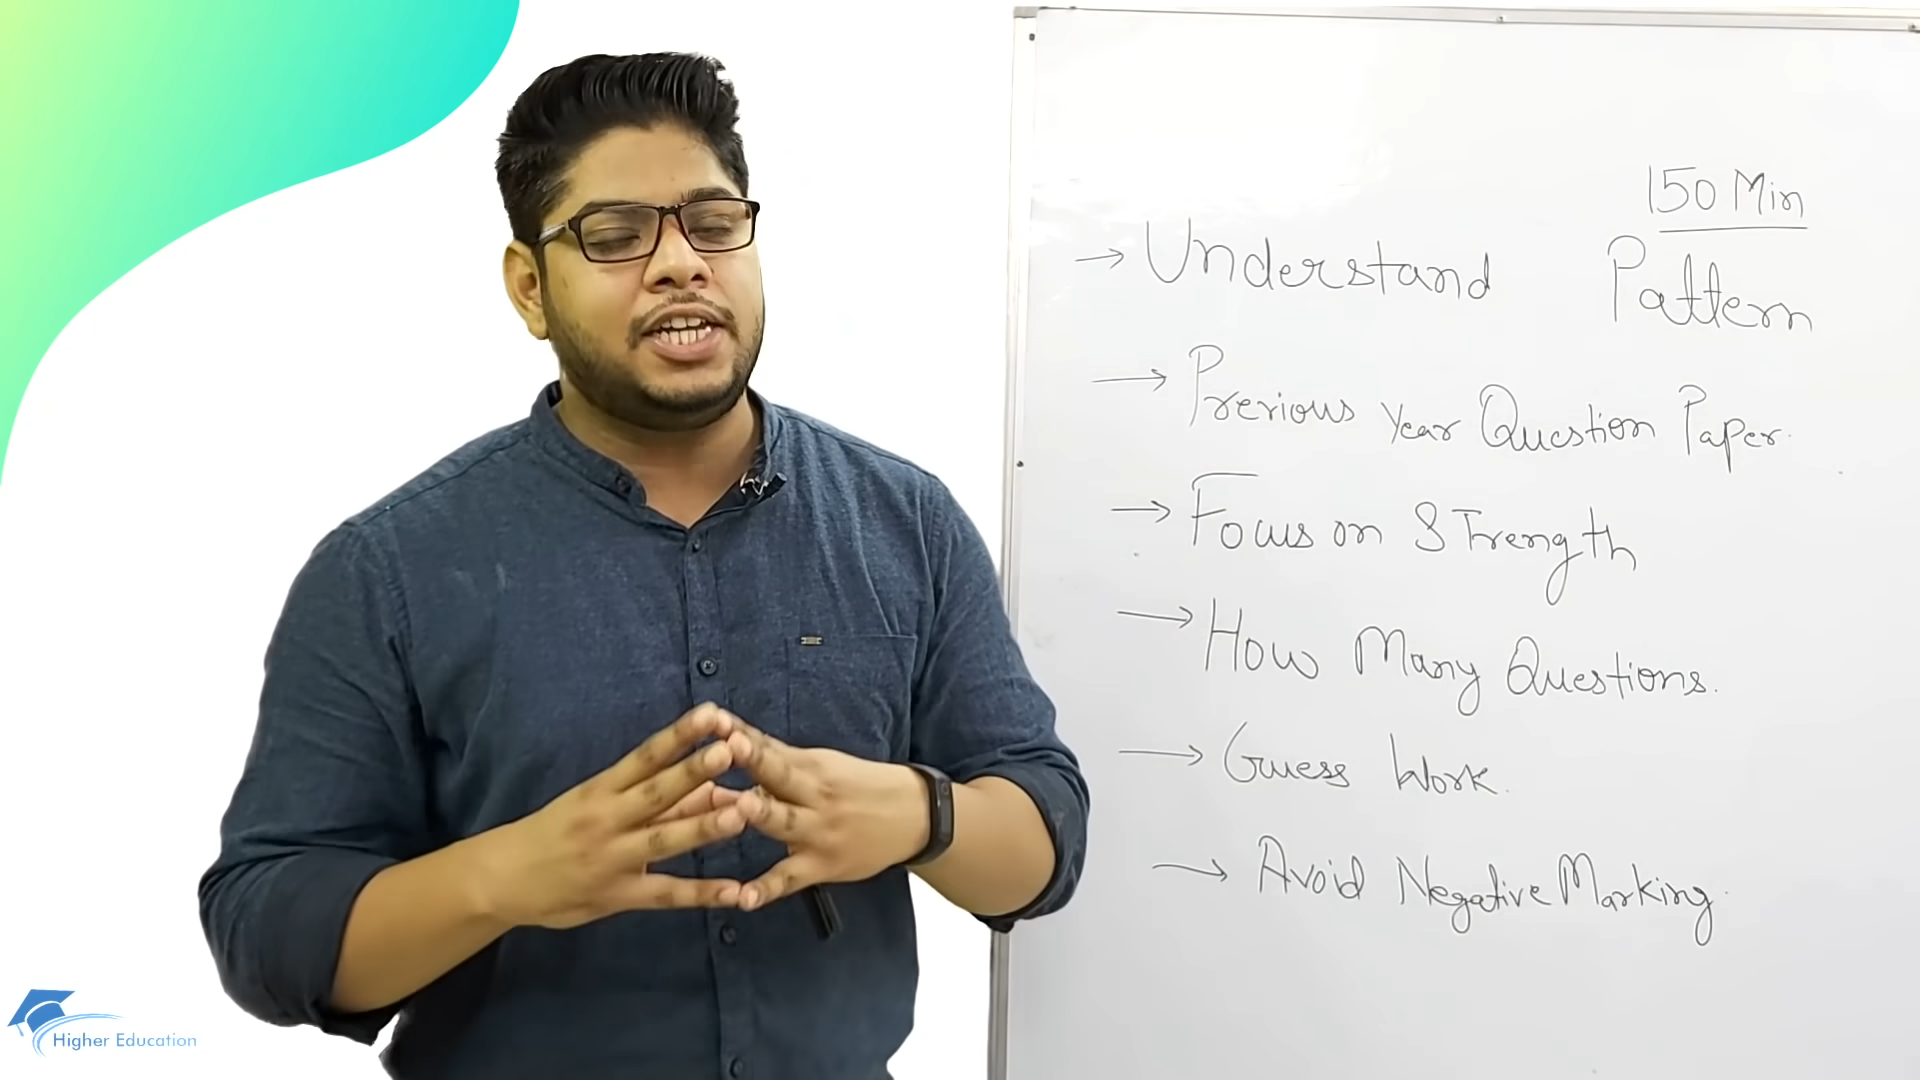 150 Min
→ Understand Pattern
→ Previous Year Question Paper.
→ Focus on STrength
→ How Many Questions.
→ Guess Work.
→ Avoid Negative Marking.
Higher Education